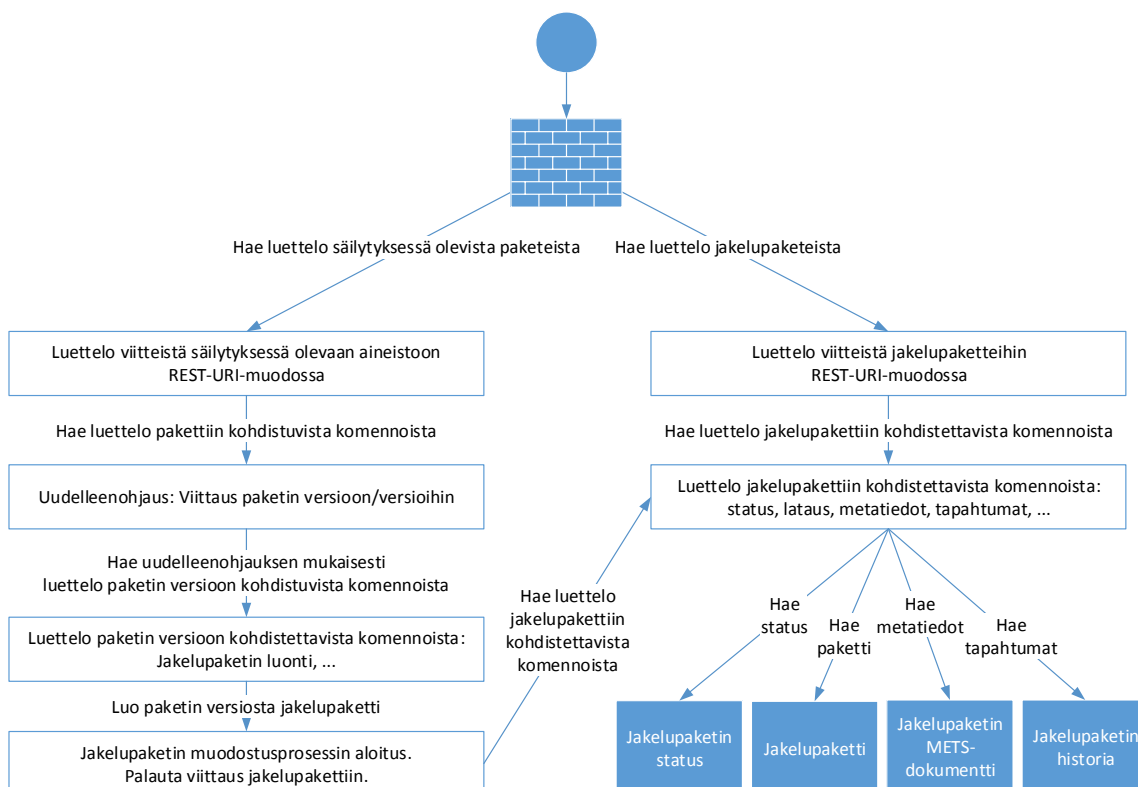 Hae luettelo säilytyksessä olevista paketeista
Hae luettelo jakelupaketeista
Luettelo viitteistä säilytyksessä olevaan aineistoon
REST-URI-muodossa
Luettelo viitteistä jakelupaketteihin
REST-URI-muodossa
Hae luettelo pakettiin kohdistuvista komennoista
Hae luettelo jakelupakettiin kohdistettavista komennoista
Uudelleenohjaus: Viittaus paketin versioon/versioihin
Luettelo jakelupakettiin kohdistettavista komennoista:
status, lataus, metatiedot, tapahtumat, ...
Hae uudelleenohjauksen mukaisesti
luettelo paketin versioon kohdistuvista komennoista
Luettelo paketin versioon kohdistettavista komennoista:
Jakelupaketin luonti, ...
Luo paketin versiosta jakelupaketti
Jakelupaketin muodostusprosessin aloitus.
Palauta viittaus jakelupakettiin.
Hae luettelo
jakelupakettiin
kohdistettavista
komennoista
Hae
status
Hae
paketti
Hae
metatiedot
Hae
tapahtumat
Jakelupaketin
status
Jakelupaketti
Jakelupaketin
METS-
dokumentti
Jakelupaketin
historia